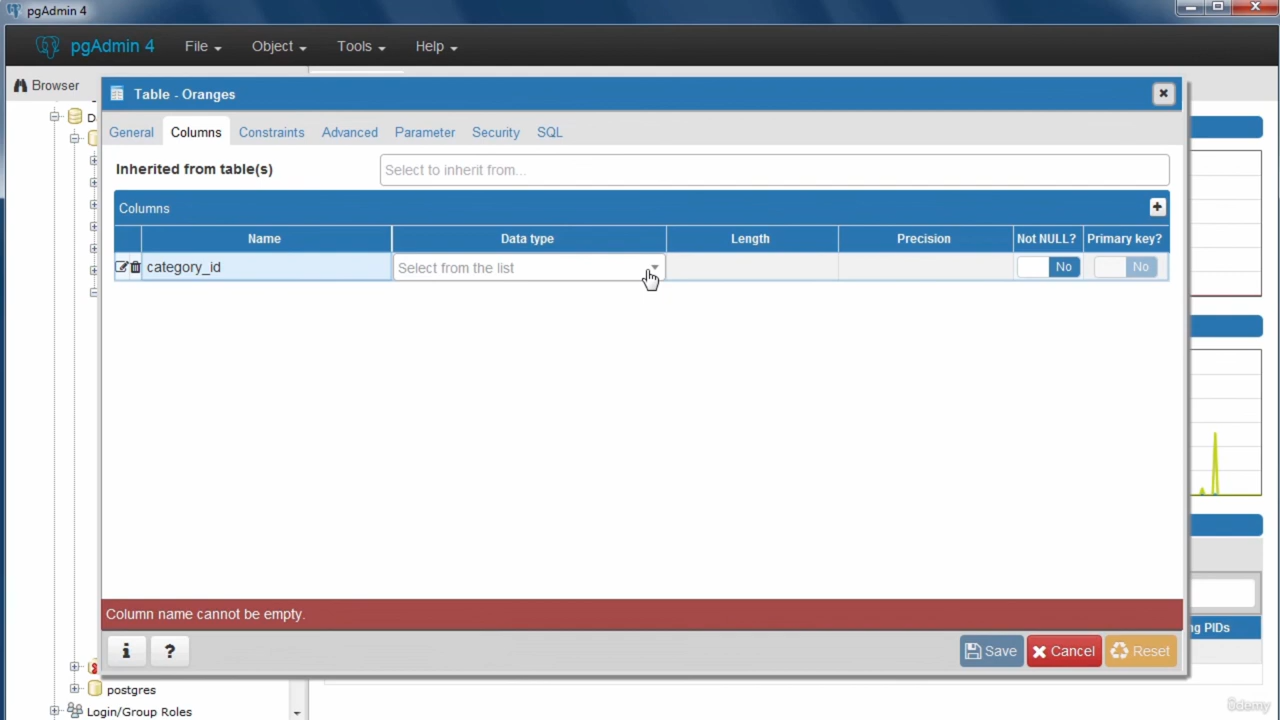 pgAdmin 4
pgAdmin 4 File Object Tools Help
Browser
Table - Oranges
General Columns Constraints Advanced Parameter Security SQL
Inherited from table(s) Select to inherit from...
Columns
Name Data type Length Precision Not NULL? Primary key?
category_id Select from the list No No
Column name cannot be empty.
ng PIDs
i ? Save Cancel Reset
postgres
Login/Group Roles
ûdemy